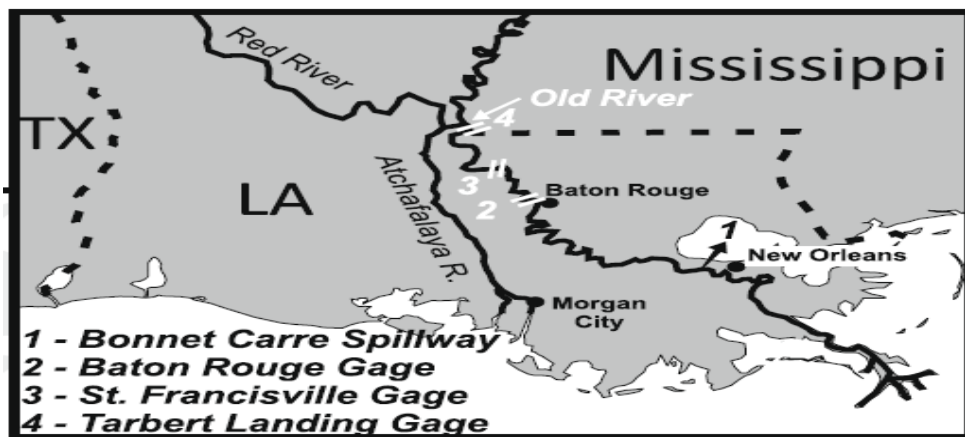 Red River
Mississippi
Old River
4
TX
LA
Atchafalaya R.
3
2
Baton Rouge
1
New Orleans
Morgan
City
1 - Bonnet Carre Spillway
2 - Baton Rouge Gage
3 - St. Francisville Gage
4 - Tarbert Landing Gage